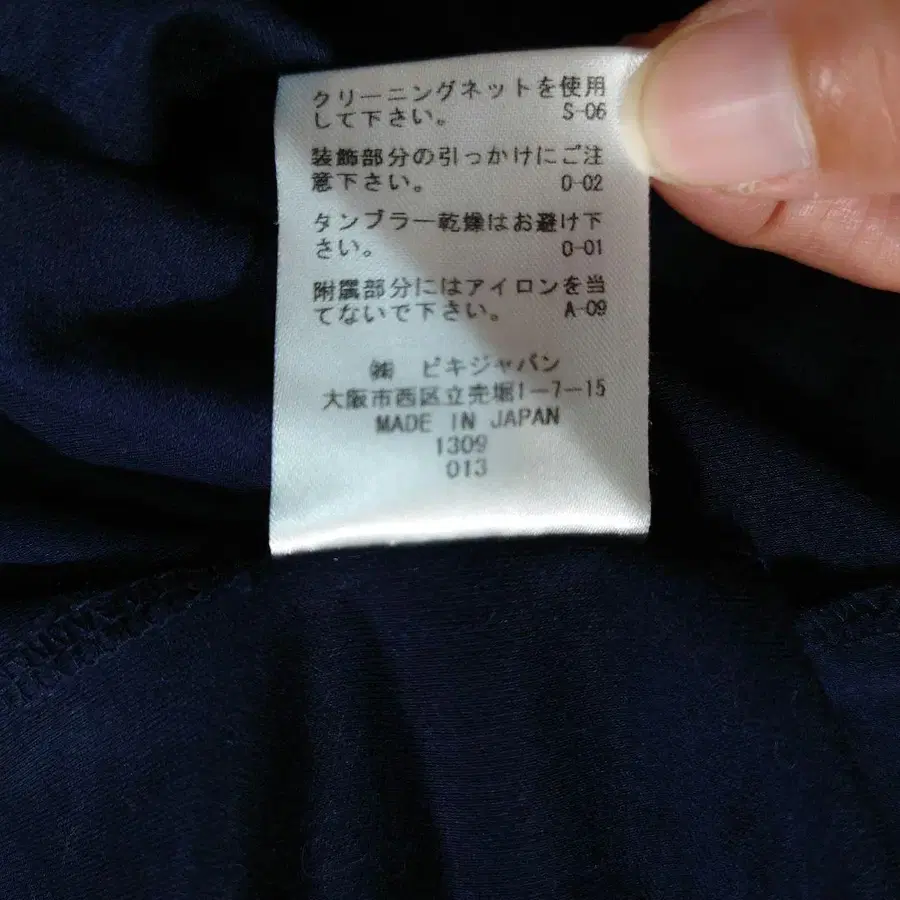 クリーニングネットを使用
して下さい。 S-06
装飾部分の引っかけにご注
意下さい。 O-02
タンブラー乾燥はお避け下
さい。 O-01
附属部分にはアイロンを当
てないで下さい。 A-09
㈱ ピキジャパン
大阪市西区立売堀1-7-15
MADE IN JAPAN
1309
013